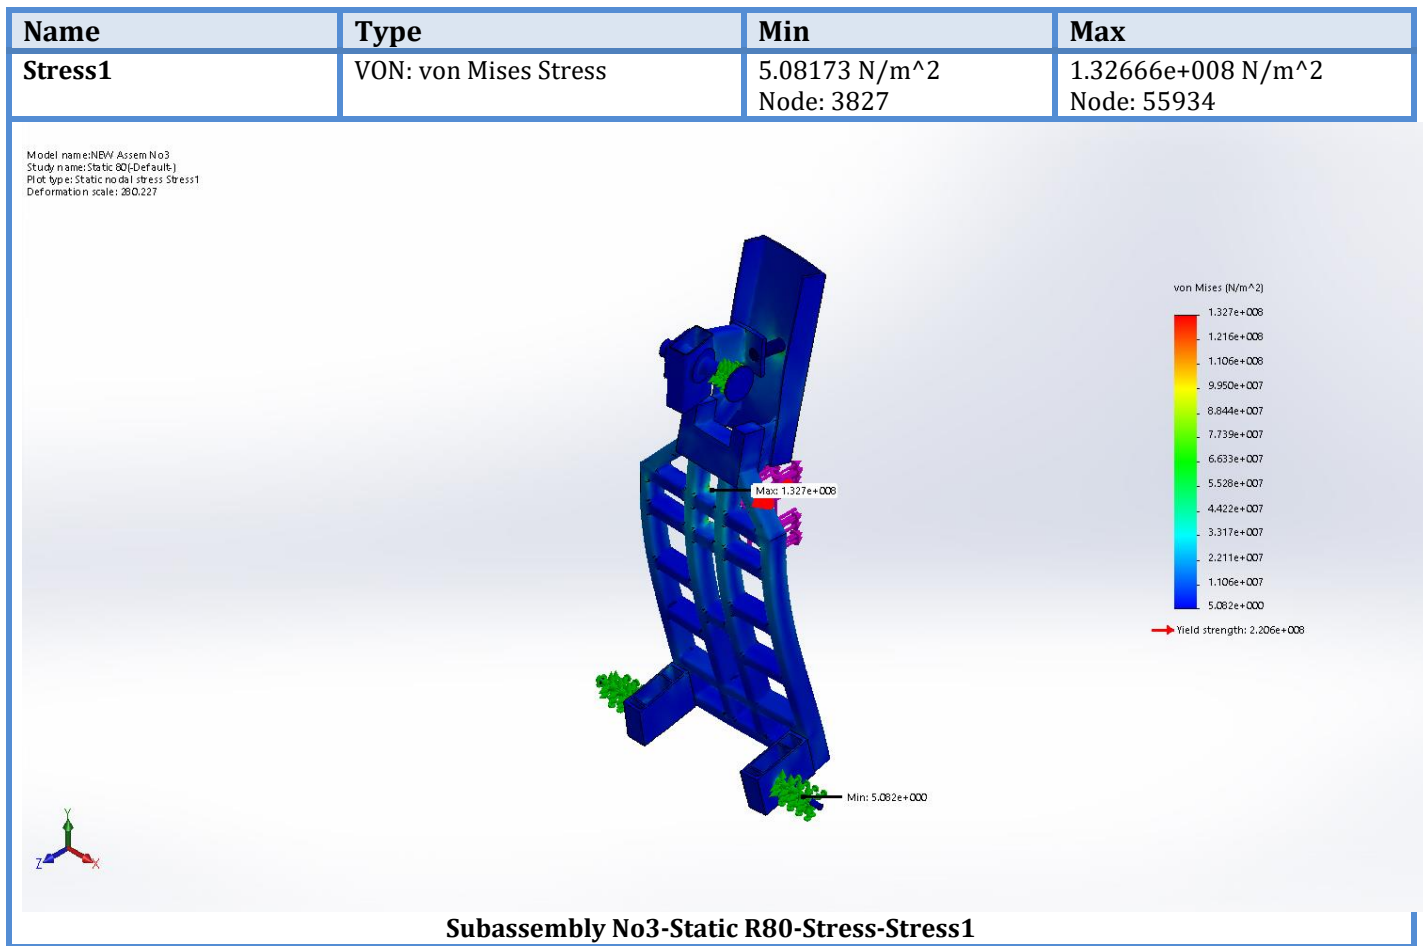 Name Type Min Max
Stress1 VON: von Mises Stress 5.08173 N/m^2 1.32666e+008 N/m^2
Node: 3827 Node: 55934
Model name:NEW Assem No3
Study name:Static 80(-Default-)
Plot type: Static nodal stress Stress1
Deformation scale: 280.227
von Mises (N/m^2)
1.327e+008
1.216e+008
1.106e+008
9.950e+007
8.844e+007
7.739e+007
6.633e+007
5.528e+007
4.422e+007
3.317e+007
2.211e+007
1.106e+007
5.082e+000
Yield strength: 2.206e+008
Max: 1.327e+008
Min: 5.082e+000
Y
Z
X
Subassembly No3-Static R80-Stress-Stress1